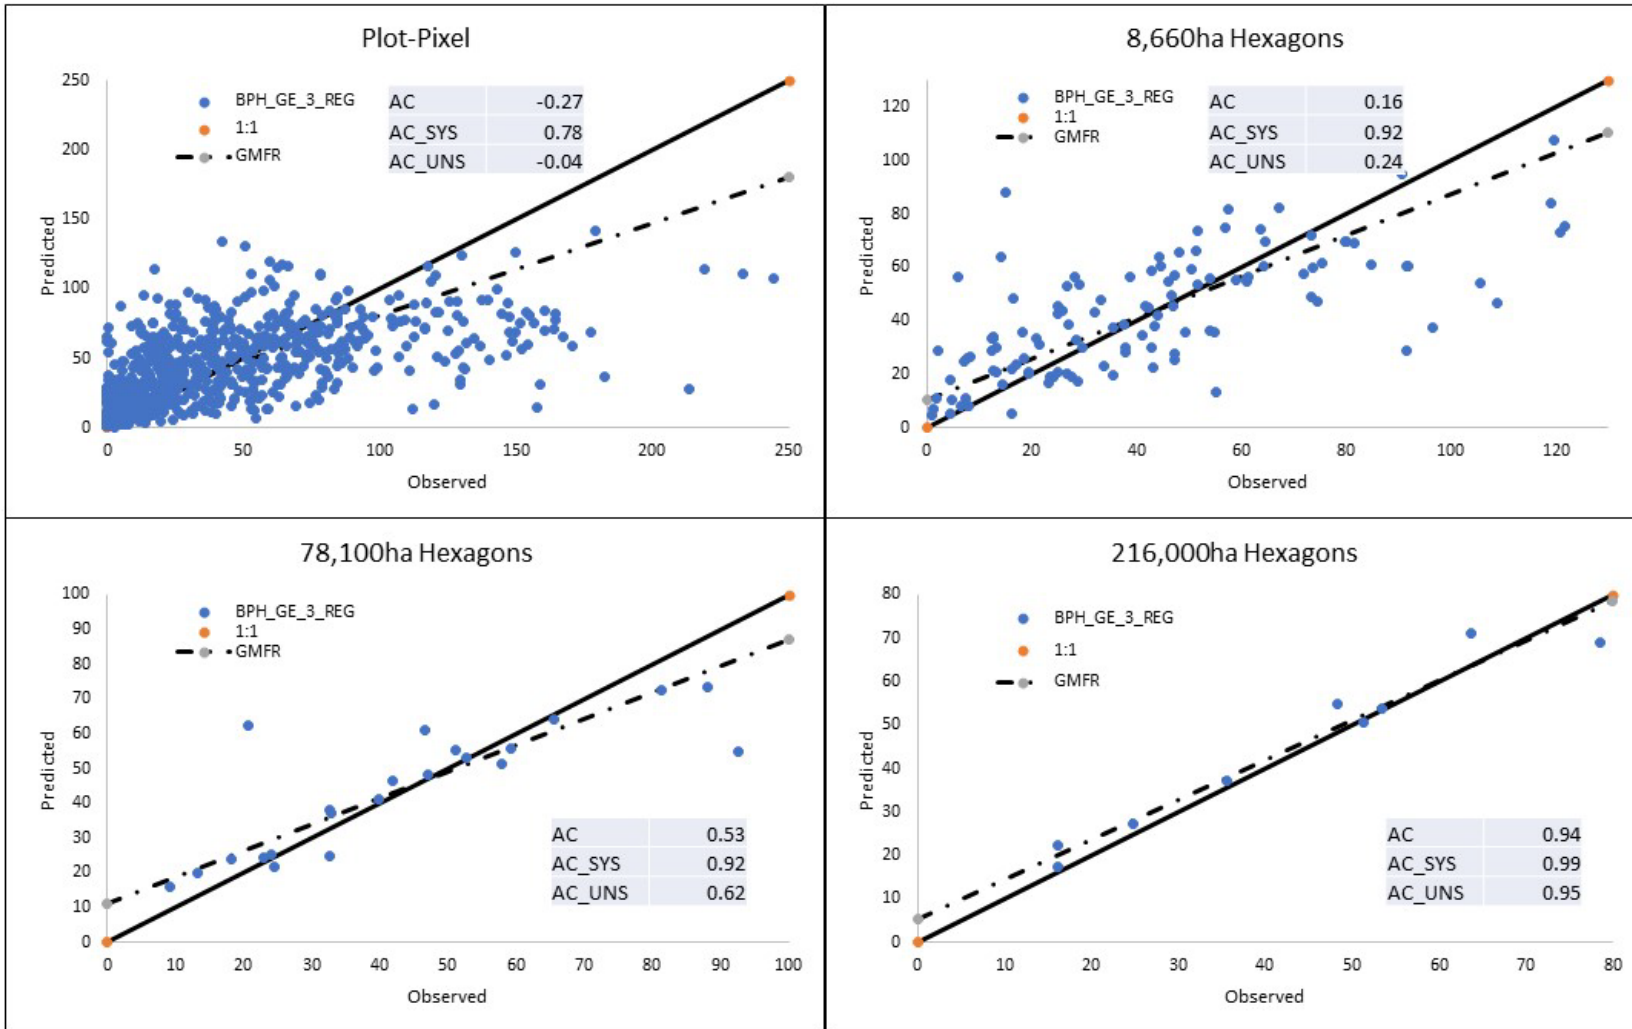 Plot-Pixel
250
200
150
100
50
0
Predicted
BPH_GE_3_REG
1:1
GMFR
AC -0.27
AC_SYS 0.78
AC_UNS -0.04
0 50 100 150 200 250
Observed
8,660ha Hexagons
120
100
80
60
40
20
0
Predicted
BPH_GE_3_REG
1:1
GMFR
AC 0.16
AC_SYS 0.92
AC_UNS 0.24
0 20 40 60 80 100 120
Observed
78,100ha Hexagons
100
90
80
70
60
50
40
30
20
10
0
Predicted
BPH_GE_3_REG
1:1
GMFR
AC 0.53
AC_SYS 0.92
AC_UNS 0.62
0 10 20 30 40 50 60 70 80 90 100
Observed
216,000ha Hexagons
80
70
60
50
40
30
20
10
0
Predicted
BPH_GE_3_REG
1:1
GMFR
AC 0.94
AC_SYS 0.99
AC_UNS 0.95
0 10 20 30 40 50 60 70 80
Observed